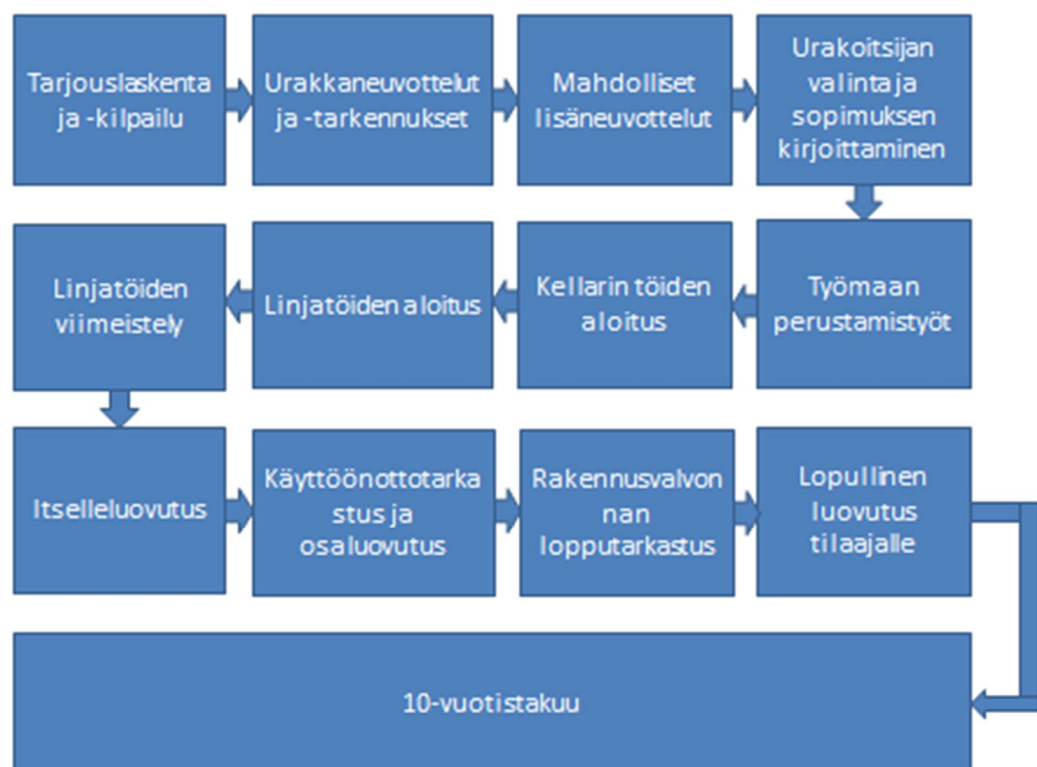 Tarjouslaskenta
ja -kilpailu
Urakkaneuvottelut
ja -tarkennukset
Mahdolliset
lisäneuvottelut
Urakoitsijan
valinta ja
sopimuksen
kirjoittaminen
Linjatöiden
viimeistely
Linjatöiden aloitus
Kellarin töiden
aloitus
Työmaan
perustamistyöt
Itselleluovutus
Käyttöönottotarka
stus ja
osaluovutus
Rakennusvalvon
nan
lopputarkastus
Lopullinen
luovutus
tilaajalle
10-vuotistakuu